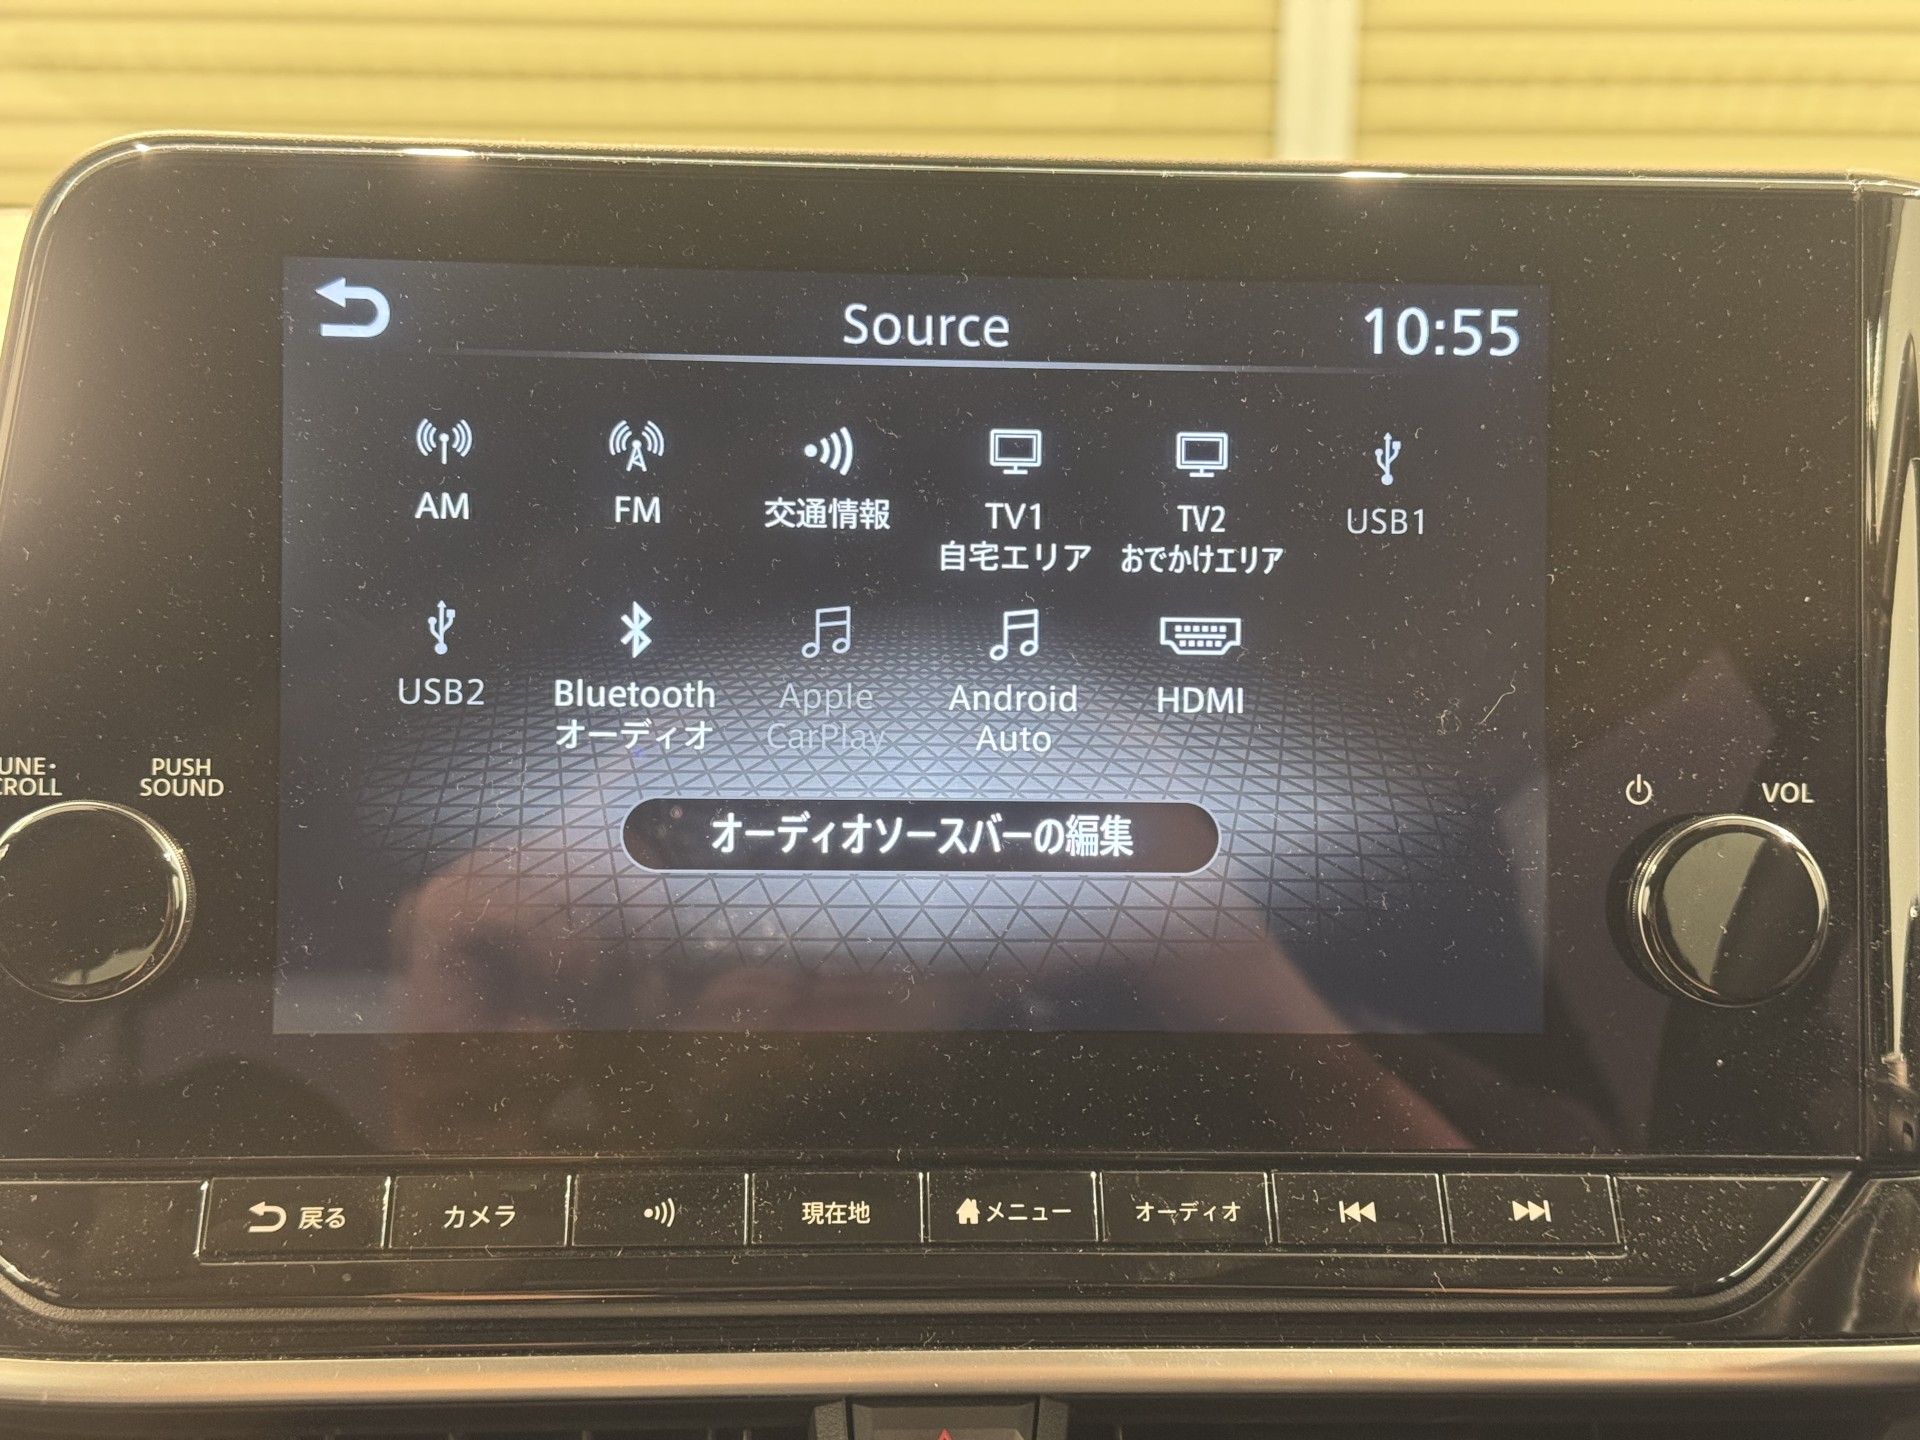 Source
10:55
AM
FM
交通情報
TV1
自宅エリア
TV2
おでかけエリア
USB1
USB2
Bluetooth
オーディオ
Apple
CarPlay
Android
Auto
HDMI
オーディオソースバーの編集
PUSH
SOUND
VOL
戻る
カメラ
現在地
メニュー
オーディオ